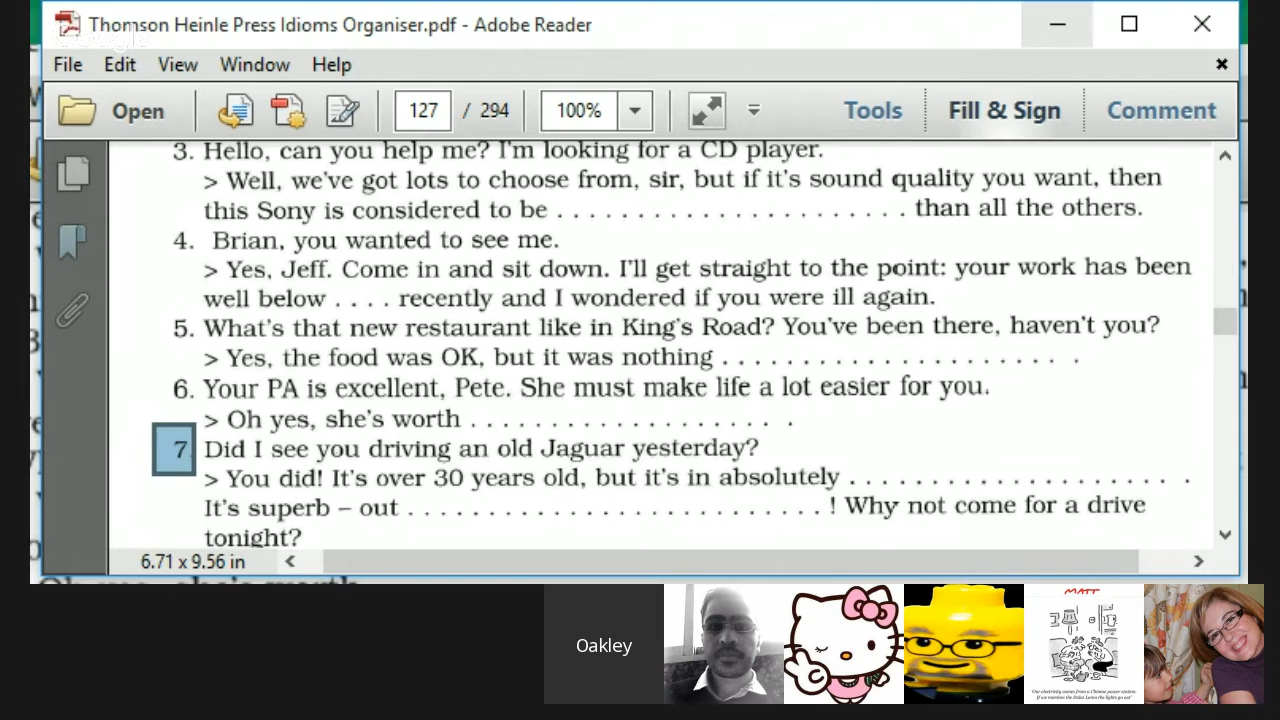 Thomson Heinle Press Idioms Organiser.pdf - Adobe Reader
File Edit View Window Help
Open 127 / 294 100% Tools Fill & Sign Comment
3. Hello, can you help me? I'm looking for a CD player.
> Well, we've got lots to choose from, sir, but if it's sound quality you want, then
this Sony is considered to be . . . . . . . . . . . . . . . . . . . . . . . than all the others.
4. Brian, you wanted to see me.
> Yes, Jeff. Come in and sit down. I'll get straight to the point: your work has been
well below . . . . recently and I wondered if you were ill again.
5. What's that new restaurant like in King's Road? You've been there, haven't you?
> Yes, the food was OK, but it was nothing . . . . . . . . . . . . . . . . . . . . . . .
6. Your PA is excellent, Pete. She must make life a lot easier for you.
> Oh yes, she's worth . . . . . . . . . . . . . . . . . . . . .
7 Did I see you driving an old Jaguar yesterday?
> You did! It's over 30 years old, but it's in absolutely . . . . . . . . . . . . . . . . . . . . . .
It's superb – out . . . . . . . . . . . . . . . . . . . . . . . . . . . ! Why not come for a drive
tonight?
6.71 x 9.56 in
Oakley
MATT